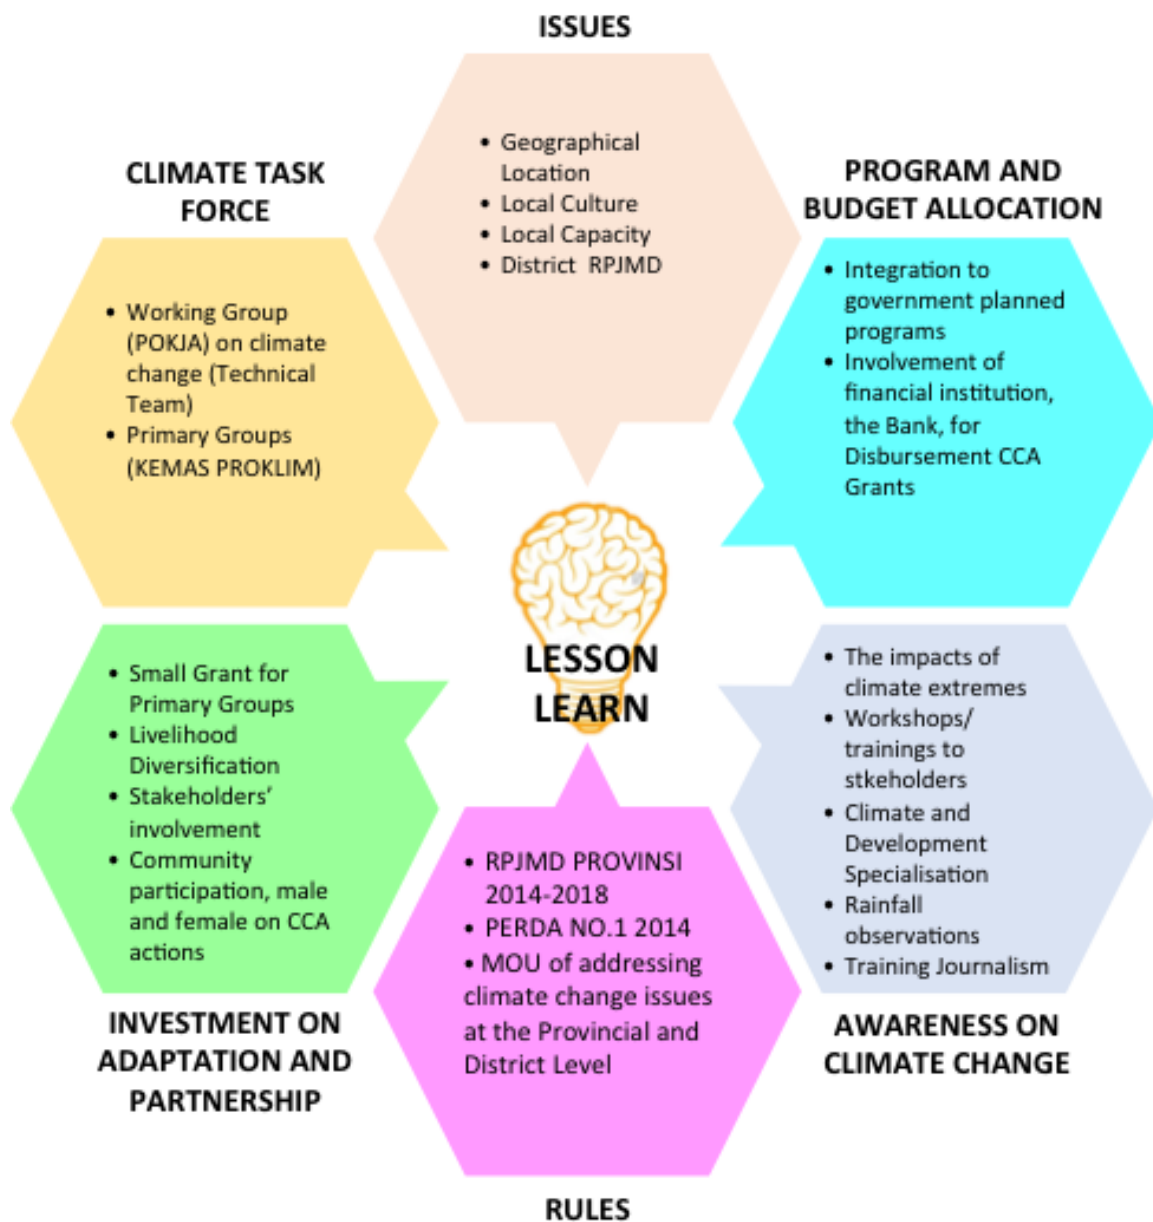 ISSUES
• Geographical
Location
• Local Culture
• Local Capacity
• District RPJMD
PROGRAM AND
BUDGET ALLOCATION
• Integration to
government planned
programs
• Involvement of
financial institution,
the Bank, for
Disbursement CCA
Grants
• The impacts of
climate extremes
• Workshops/
trainings to
stkeholders
• Climate and
Development
Specialisation
• Rainfall
observations
• Training Journalism
AWARENESS ON
CLIMATE CHANGE
• RPJMD PROVINSI
2014-2018
• PERDA NO.1 2014
• MOU of addressing
climate change issues
at the Provincial and
District Level
RULES
• Small Grant for
Primary Groups
• Livelihood
Diversification
• Stakeholders’
involvement
• Community
participation, male
and female on CCA
actions
INVESTMENT ON
ADAPTATION AND
PARTNERSHIP
CLIMATE TASK
FORCE
• Working Group
(POKJA) on climate
change (Technical
Team)
• Primary Groups
(KEMAS PROKLIM)
LESSON
LEARN